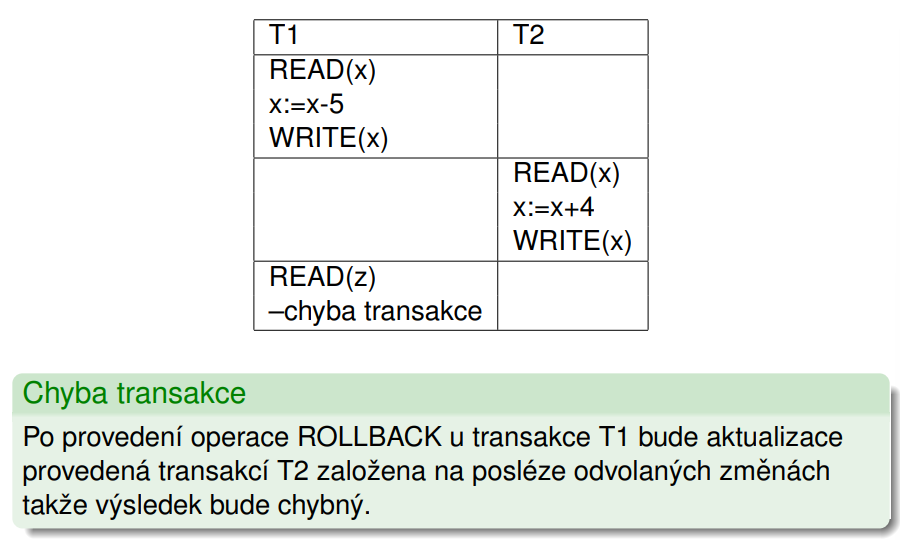 T1 T2
READ(x)
x:=x-5
WRITE(x)
READ(x)
x:=x+4
WRITE(x)
READ(z)
–chyba transakce
Chyba transakce
Po provedení operace ROLLBACK u transakce T1 bude aktualizace
provedená transakcí T2 založena na posléze odvolaných změnách
takže výsledek bude chybný.